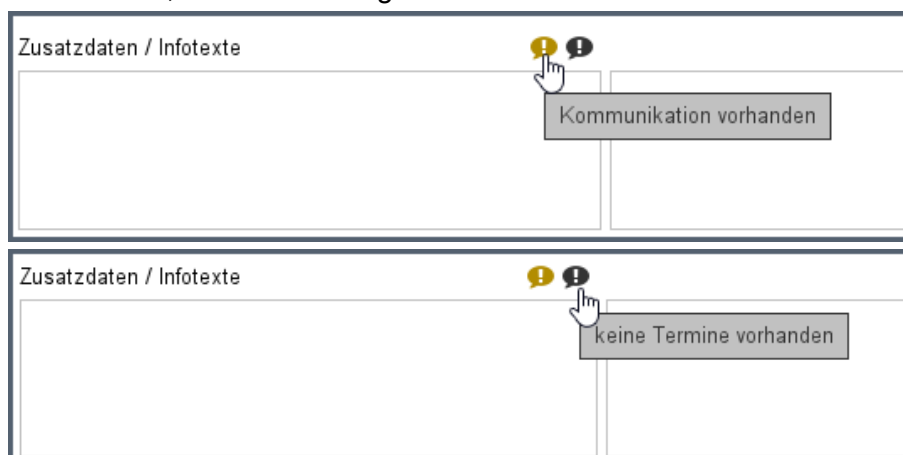 Zusatzdaten / Infotexte
Kommunikation vorhanden
Zusatzdaten / Infotexte
keine Termine vorhanden